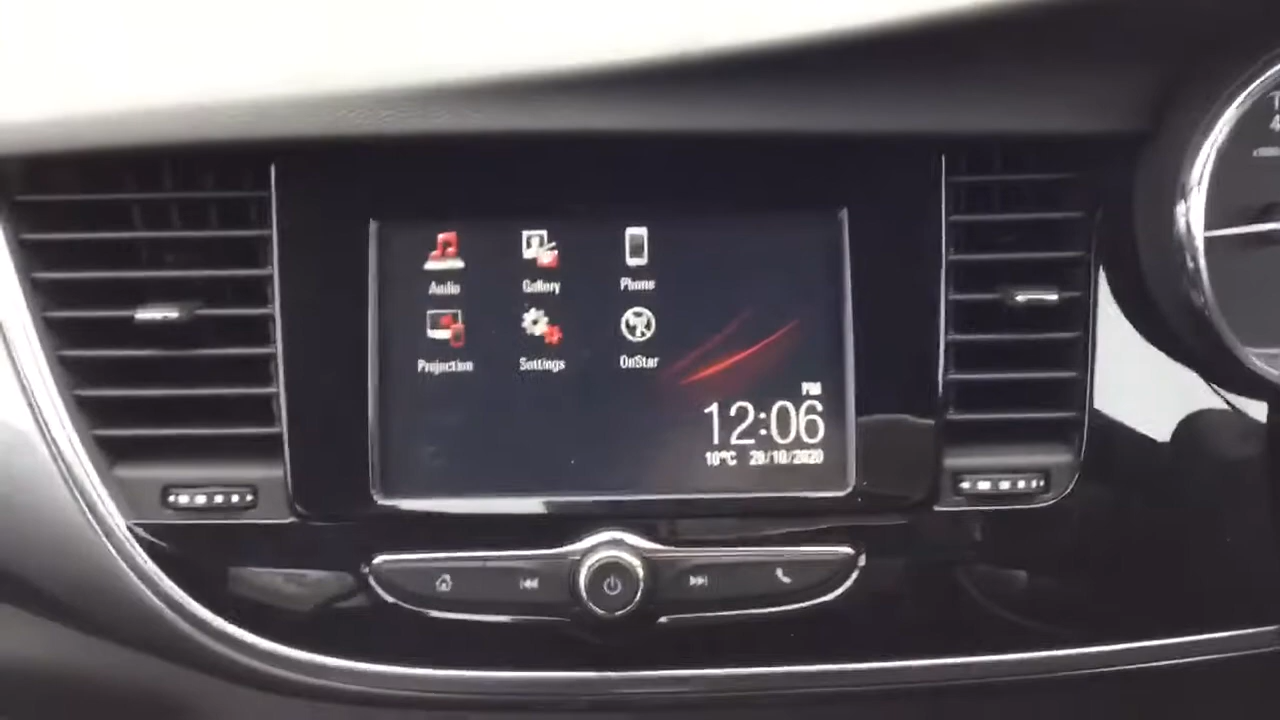 Audio Gallery Phone
Projection Settings OnStar
PM
12:06
10°C 29/10/2020